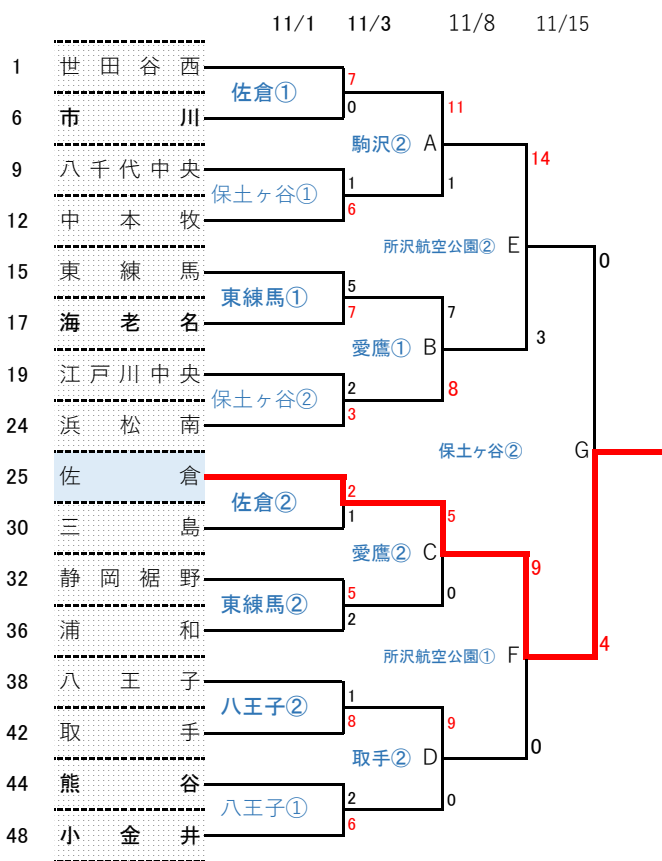 11/1 11/3 11/8 11/15
1 世田谷西
7
佐倉①
0
11
6 市川
駒沢② A
14
9 八千代中央
1
1
保土ヶ谷①
6
12 中本牧
所沢航空公園② E
0
15 東練馬
5
東練馬①
7
7
17 海老名
3
愛鷹① B
19 江戸川中央
2
8
保土ヶ谷②
3
24 浜松南
保土ヶ谷② G
25 佐倉
2
佐倉②
1
5
30 三島
愛鷹② C
9
32 静岡裾野
5
0
東練馬②
2
36 浦和
4
所沢航空公園① F
38 八王子
1
八王子②
8
9
42 取手
0
取手② D
44 熊谷
2
0
八王子①
6
48 小金井